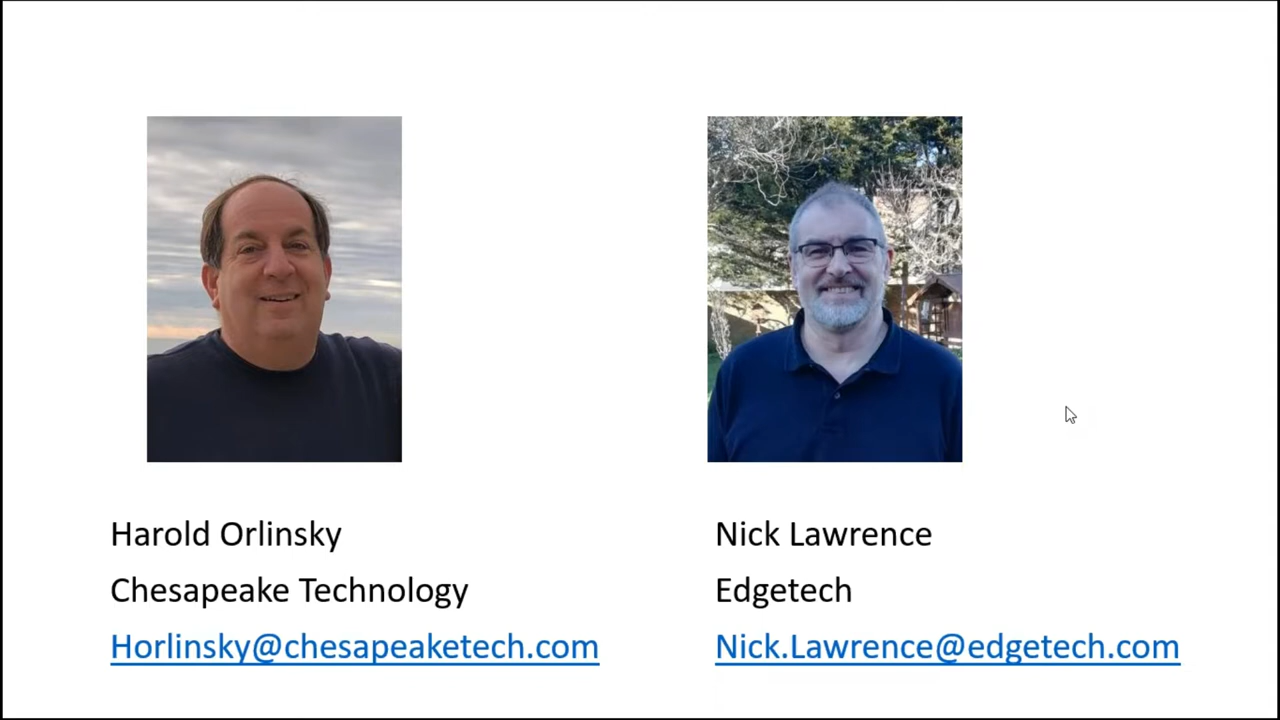 Harold Orlinsky
Chesapeake Technology
Horlinsky@chesapeaketech.com
Nick Lawrence
Edgetech
Nick.Lawrence@edgetech.com